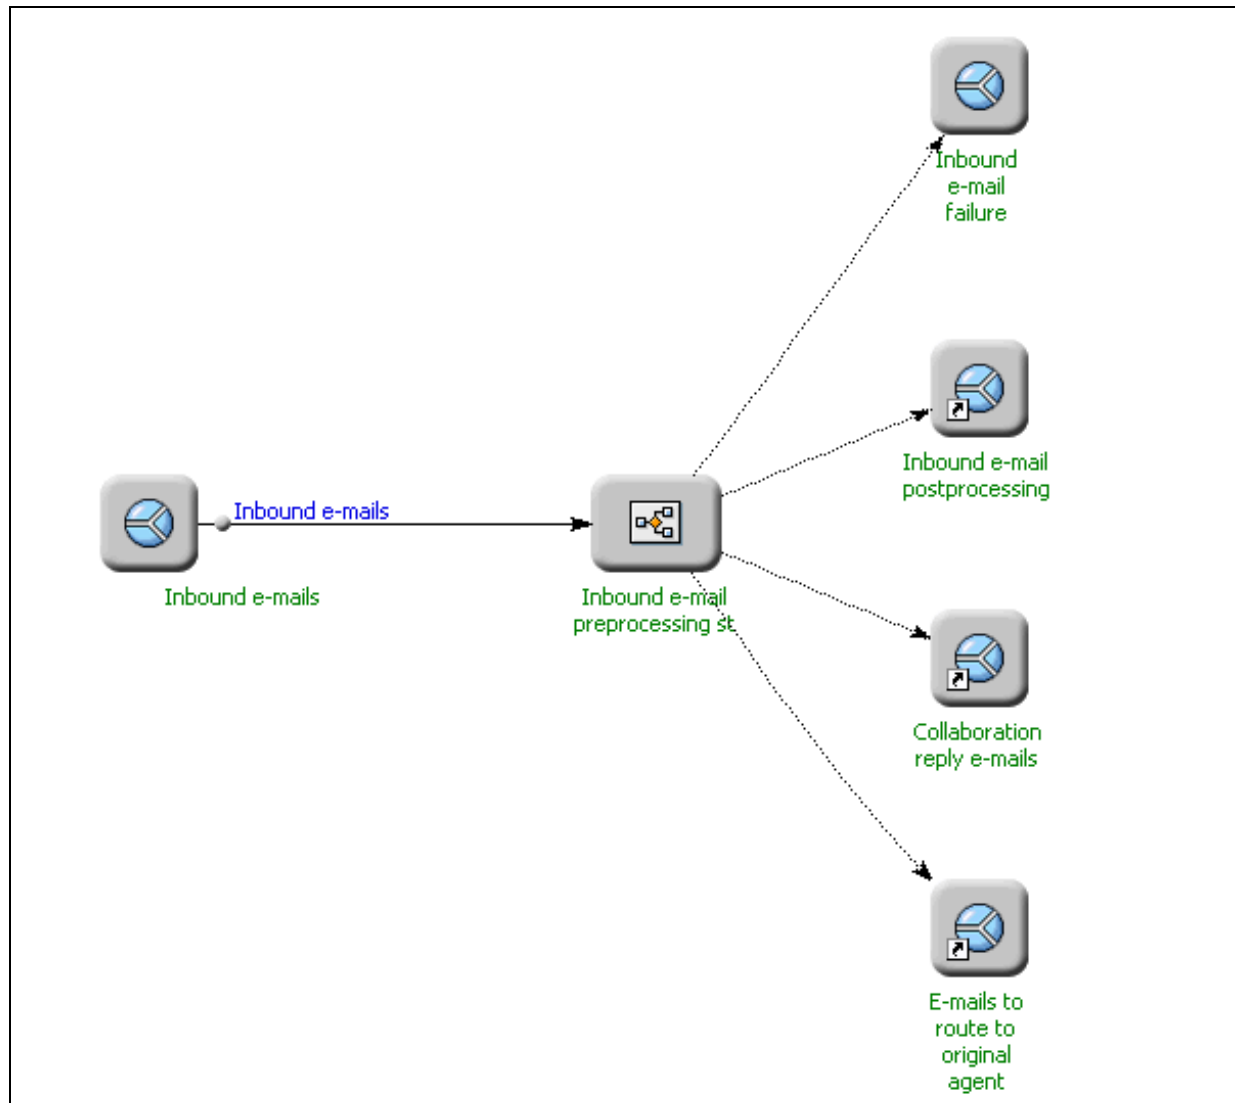 Inbound
e-mail
failure
Inbound e-mail
postprocessing
Inbound e-mails
Inbound e-mails
Inbound e-mail
preprocessing st
Collaboration
reply e-mails
E-mails to
route to
original
agent